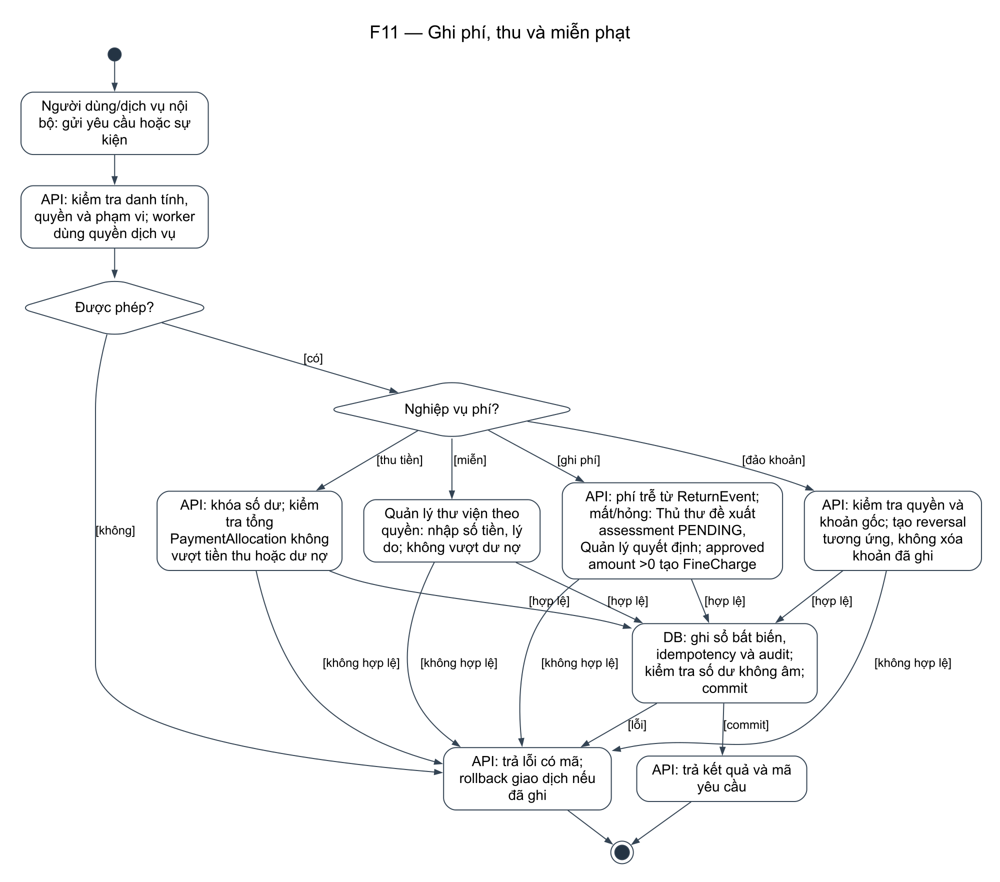 F11 — Ghi phí, thu và miễn phạt
Người dùng/dịch vụ nội
bộ: gửi yêu cầu hoặc sự
kiện
API: kiểm tra danh tính,
quyền và phạm vi; worker
dùng quyền dịch vụ
Được phép?
[có]
[không]
Nghiệp vụ phí?
[thu tiền]
[miễn]
[ghi phí]
[đảo khoản]
API: khóa số dư; kiểm
tra tổng
PaymentAllocation không
vượt tiền thu hoặc dư nợ
Quản lý thư viện theo
quyền: nhập số tiền, lý
do; không vượt dư nợ
API: phí trễ từ ReturnEvent;
mất/hỏng: Thủ thư đề xuất
assessment PENDING,
Quản lý quyết định; approved
amount >0 tạo FineCharge
API: kiểm tra quyền và
khoản gốc; tạo reversal
tương ứng, không xóa
khoản đã ghi
[hợp lệ]
[hợp lệ]
[hợp lệ]
[hợp lệ]
DB: ghi sổ bất biến,
idempotency và audit;
kiểm tra số dư không âm;
commit
[không hợp lệ]
[không hợp lệ]
[không hợp lệ]
[không hợp lệ]
[lỗi]
[commit]
API: trả lỗi có mã;
rollback giao dịch nếu
đã ghi
API: trả kết quả và mã
yêu cầu